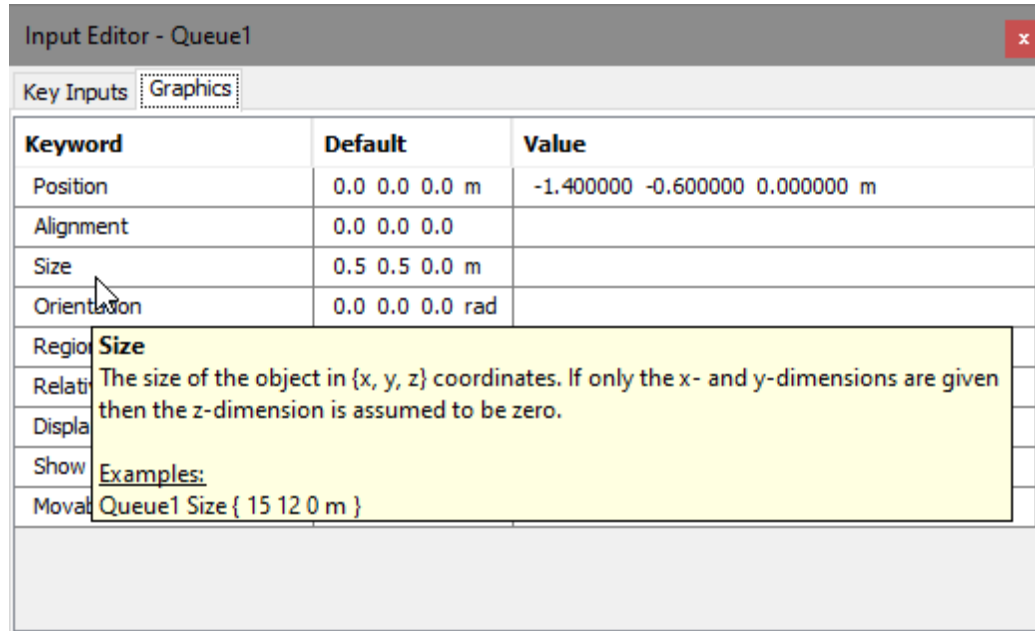 Input Editor - Queue1
x
Key Inputs Graphics
Keyword Default Value
Position 0.0 0.0 0.0 m -1.400000 -0.600000 0.000000 m
Alignment 0.0 0.0 0.0
Size 0.5 0.5 0.0 m
Orientation 0.0 0.0 0.0 rad
Size
The size of the object in {x, y, z} coordinates. If only the x- and y-dimensions are given
then the z-dimension is assumed to be zero.
Examples:
Queue1 Size { 15 12 0 m }
Show